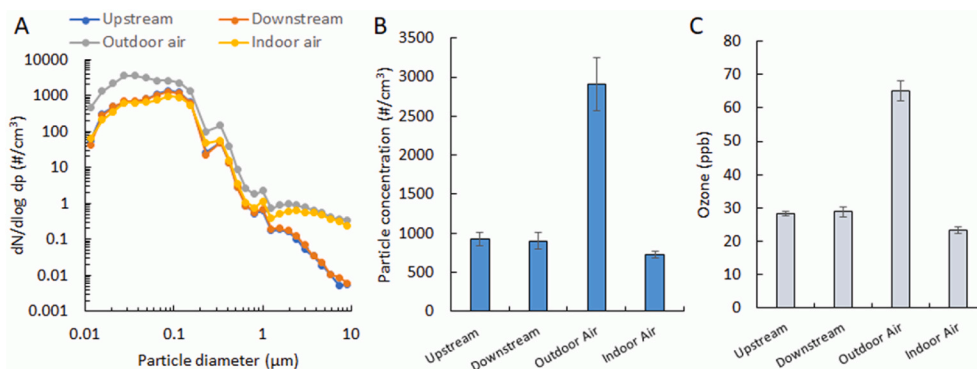 A
Upstream
Downstream
Outdoor air
Indoor air
dN/dlog dp (#/cm³)
10000
1000
100
10
1
0.1
0.01
0.001
0.01
0.1
1
10
Particle diameter (µm)
B
Particle concentration (#/cm³)
3500
3000
2500
2000
1500
1000
500
0
Upstream
Downstream
Outdoor Air
Indoor Air
C
Ozone (ppb)
80
70
60
50
40
30
20
10
0
Upstream
Downstream
Outdoor Air
Indoor Air